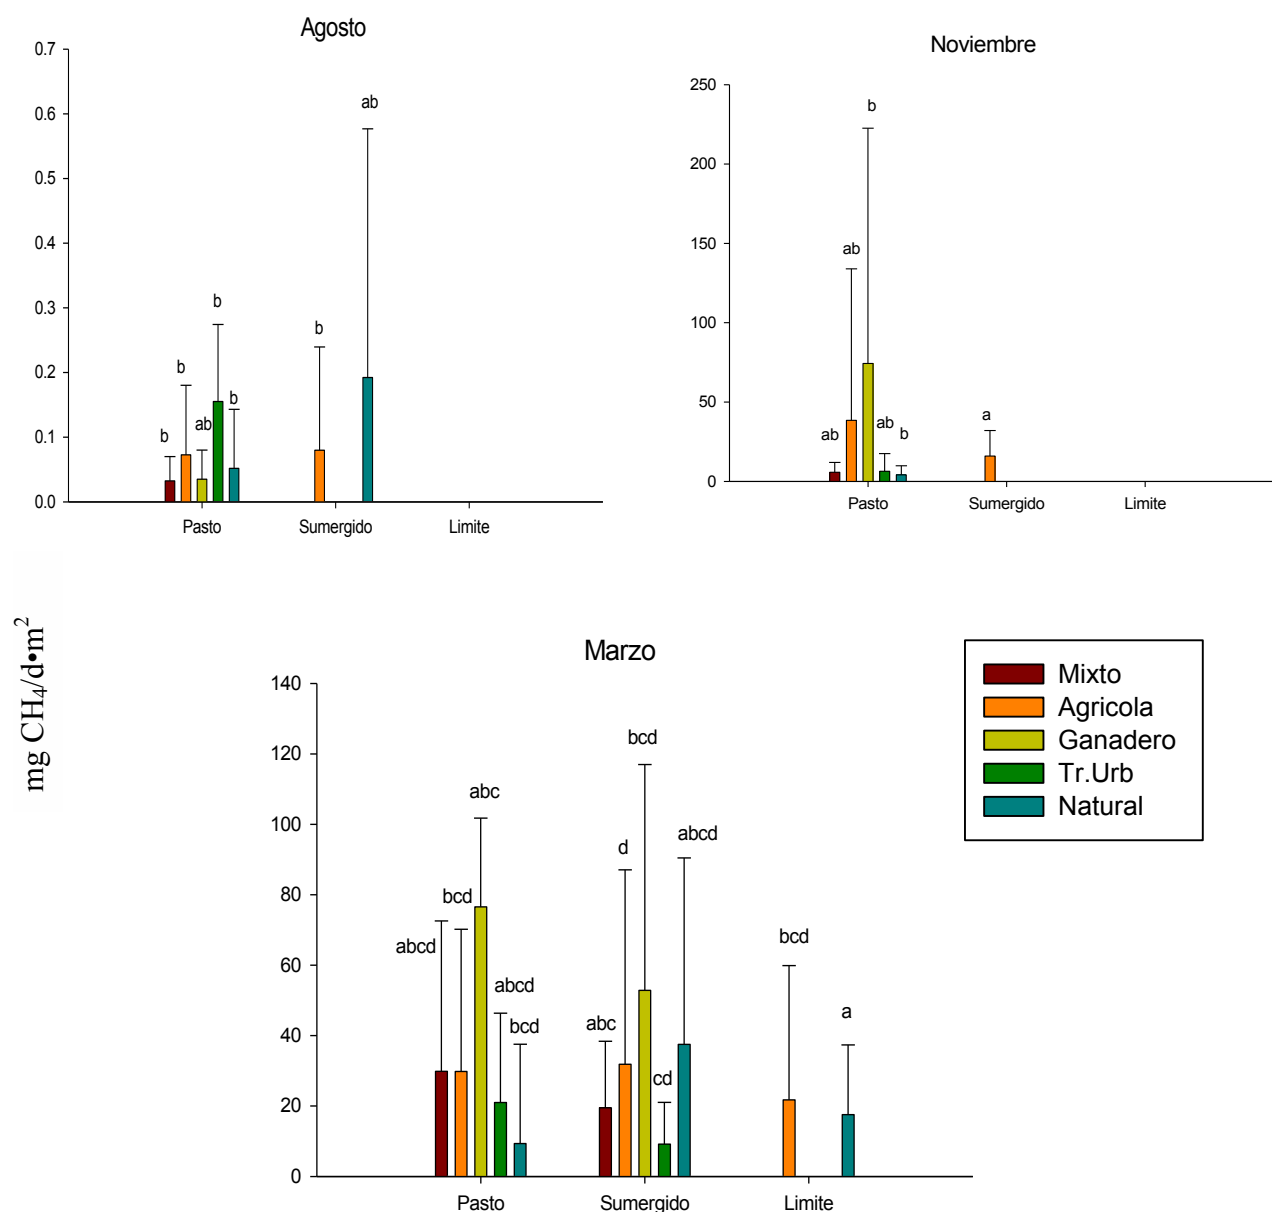 Agosto
0.7
0.6
0.5
0.4
0.3
0.2
0.1
0.0
b
b
ab
b
b
b
ab
Pasto
Sumergido
Limite
Noviembre
250
200
150
100
50
0
ab
ab
b
ab
b
a
Pasto
Sumergido
Limite
mg CH₄/d•m²
Marzo
140
120
100
80
60
40
20
0
abcd
bcd
abc
abcd
bcd
abc
d
bcd
cd
abcd
bcd
a
Pasto
Sumergido
Limite
Mixto
Agricola
Ganadero
Tr.Urb
Natural